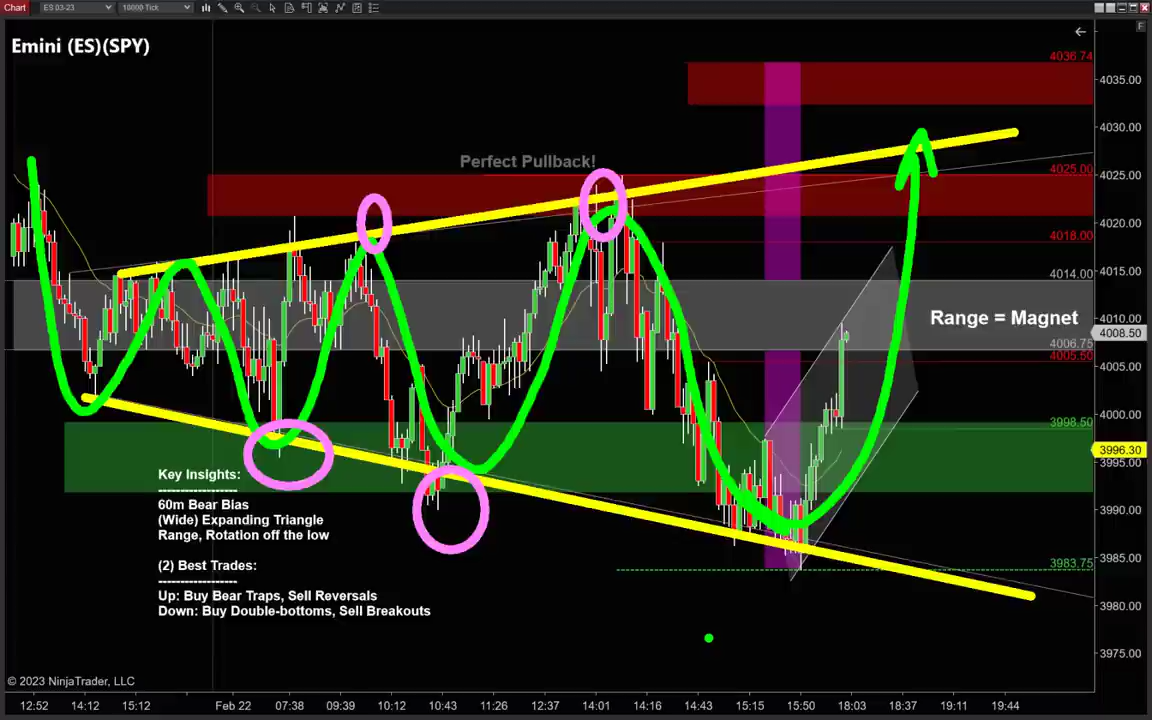 Chart ES 03-23 10000-Tick
F
Emini (ES)(SPY)
4036.74
4035.00
4030.00
Perfect Pullback!
4025.00
4025.00
4020.00
4018.00
4015.00
4014.00
4010.00
Range = Magnet
4008.50
4006.75
4005.50
4005.00
4000.00
3998.50
3996.30
3995.00
Key Insights:
------------------
60m Bear Bias
(Wide) Expanding Triangle
Range, Rotation off the low
3990.00
3985.00
3983.75
(2) Best Trades:
------------------
Up: Buy Bear Traps, Sell Reversals
Down: Buy Double-bottoms, Sell Breakouts
3980.00
3975.00
© 2023 NinjaTrader, LLC
12:52 14:12 15:12 Feb 22 07:38 09:39 10:12 10:43 11:26 12:37 14:01 14:16 14:43 15:15 15:50 18:03 18:37 19:11 19:44